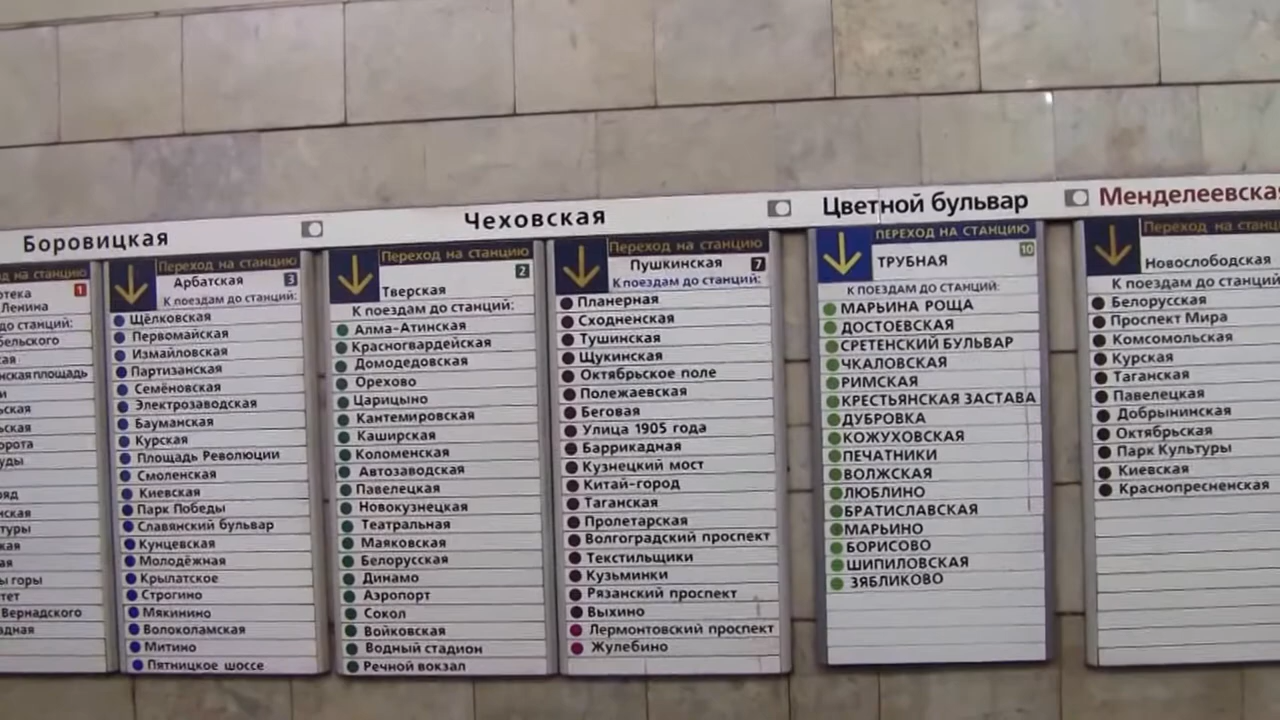 Боровицкая
на станцию
1
Ленина
до станций:
площадь
Вернадского
Переход на станцию
Арбатская 3
К поездам до станций:
Щёлковская
Первомайская
Измайловская
Партизанская
Семёновская
Электрозаводская
Бауманская
Курская
Площадь Революции
Смоленская
Киевская
Парк Победы
Славянский бульвар
Кунцевская
Молодёжная
Крылатское
Строгино
Мякинино
Волоколамская
Митино
Пятницкое шоссе
Чеховская
Переход на станцию
2
Тверская
К поездам до станций:
Алма-Атинская
Красногвардейская
Домодедовская
Орехово
Царицыно
Кантемировская
Каширская
Коломенская
Автозаводская
Павелецкая
Новокузнецкая
Театральная
Маяковская
Белорусская
Динамо
Аэропорт
Сокол
Войковская
Водный стадион
Речной вокзал
Переход на станцию
Пушкинская 7
К поездам до станций:
Планерная
Сходненская
Тушинская
Щукинская
Октябрьское поле
Полежаевская
Беговая
Улица 1905 года
Баррикадная
Кузнецкий мост
Китай-город
Таганская
Пролетарская
Волгоградский проспект
Текстильщики
Кузьминки
Рязанский проспект
Выхино
Лермонтовский проспект
Жулебино
Цветной бульвар
ПЕРЕХОД НА СТАНЦИЮ
10
ТРУБНАЯ
К ПОЕЗДАМ ДО СТАНЦИЙ:
МАРЬИНА РОЩА
ДОСТОЕВСКАЯ
СРЕТЕНСКИЙ БУЛЬВАР
ЧКАЛОВСКАЯ
РИМСКАЯ
КРЕСТЬЯНСКАЯ ЗАСТАВА
ДУБРОВКА
КОЖУХОВСКАЯ
ПЕЧАТНИКИ
ВОЛЖСКАЯ
ЛЮБЛИНО
БРАТИСЛАВСКАЯ
МАРЬИНО
БОРИСОВО
ШИПИЛОВСКАЯ
ЗЯБЛИКОВО
Менделеевская
Переход на станц
Новослободская
К поездам до станций
Белорусская
Проспект Мира
Комсомольская
Курская
Таганская
Павелецкая
Добрынинская
Октябрьская
Парк Культуры
Киевская
Краснопресненская